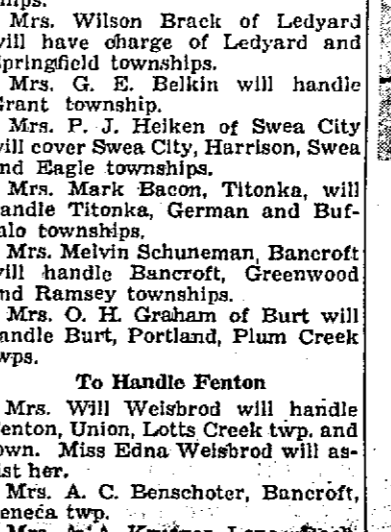 Mrs. Wilson Brack of Ledyard
will have charge of Ledyard and
Springfield townships.
Mrs. G. E. Belkin will handle
Grant township.
Mrs. P. J. Heiken of Swea City
will cover Swea City, Harrison, Swea
and Eagle townships.
Mrs. Mark Bacon, Titonka, will
handle Titonka, German and Buf-
falo townships.
Mrs. Melvin Schuneman, Bancroft
will handle Bancroft, Greenwood
and Ramsey townships.
Mrs. O. H. Graham of Burt will
handle Burt, Portland, Plum Creek
twps.
To Handle Fenton
Mrs. Will Weisbrod will handle
Fenton, Union, Lotts Creek twp. and
town. Miss Edna Weisbrod will as-
sist her.
Mrs. A. C. Benschoter, Bancroft,
Seneca twp.